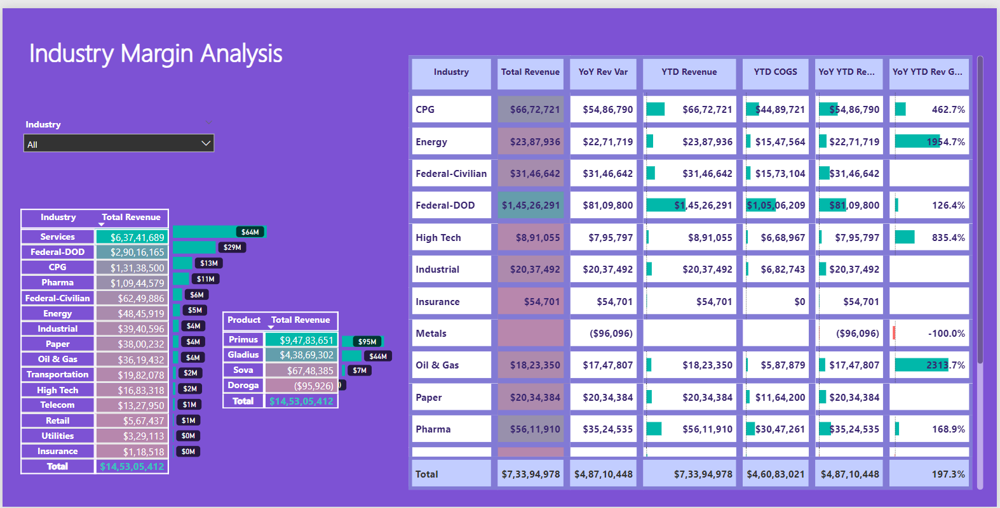 Industry Margin Analysis
Industry
All
Industry Total Revenue
Services $6,37,41,689 $64M
Federal-DOD $2,90,16,165 $29M
CPG $1,31,38,500 $13M
Pharma $1,09,44,579 $11M
Federal-Civilian $62,49,886 $6M
Energy $48,45,919 $5M
Industrial $39,40,596 $4M
Paper $38,00,232 $4M
Oil & Gas $36,19,432 $4M
Transportation $19,82,078 $2M
High Tech $16,83,318 $2M
Telecom $13,27,950 $1M
Retail $5,67,437 $1M
Utilities $3,29,113 $0M
Insurance $1,18,518 $0M
Total $14,53,05,412
Product Total Revenue
Primus $9,47,83,651 $95M
Gladius $4,38,69,302 $44M
Sova $67,48,385 $7M
Doroga ($95,926) )
Total $14,53,05,412
Industry Total Revenue YoY Rev Var YTD Revenue YTD COGS YoY YTD Re... YoY YTD Rev G...
CPG $66,72,721 $54,86,790 $66,72,721 $44,89,721 $54,86,790 462.7%
Energy $23,87,936 $22,71,719 $23,87,936 $15,47,564 $22,71,719 1954.7%
Federal-Civilian $31,46,642 $31,46,642 $31,46,642 $15,73,104 $31,46,642
Federal-DOD $1,45,26,291 $81,09,800 $1,45,26,291 $1,05,06,209 $81,09,800 126.4%
High Tech $8,91,055 $7,95,797 $8,91,055 $6,68,967 $7,95,797 835.4%
Industrial $20,37,492 $20,37,492 $20,37,492 $6,82,743 $20,37,492
Insurance $54,701 $54,701 $54,701 $0 $54,701
Metals ($96,096) ($96,096) -100.0%
Oil & Gas $18,23,350 $17,47,807 $18,23,350 $5,87,879 $17,47,807 2313.7%
Paper $20,34,384 $20,34,384 $20,34,384 $11,64,200 $20,34,384
Pharma $56,11,910 $35,24,535 $56,11,910 $30,47,261 $35,24,535 168.9%
Total $7,33,94,978 $4,87,10,448 $7,33,94,978 $4,60,83,021 $4,87,10,448 197.3%